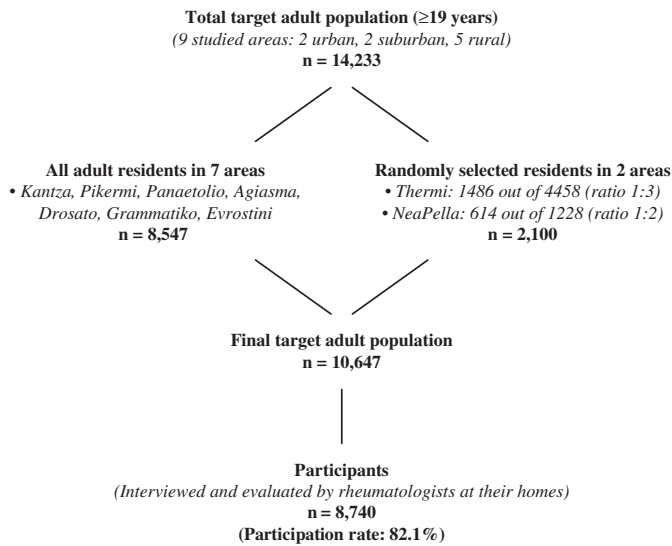 Total target adult population (≥19 years)
(9 studied areas: 2 urban, 2 suburban, 5 rural)
n = 14,233
All adult residents in 7 areas
• Kantza, Pikermi, Panaetolio, Agiasma,
Drosato, Grammatiko, Evrostini
n = 8,547
Randomly selected residents in 2 areas
• Thermi: 1486 out of 4458 (ratio 1:3)
• NeaPella: 614 out of 1228 (ratio 1:2)
n = 2,100
Final target adult population
n = 10,647
Participants
(Interviewed and evaluated by rheumatologists at their homes)
n = 8,740
(Participation rate: 82.1%)